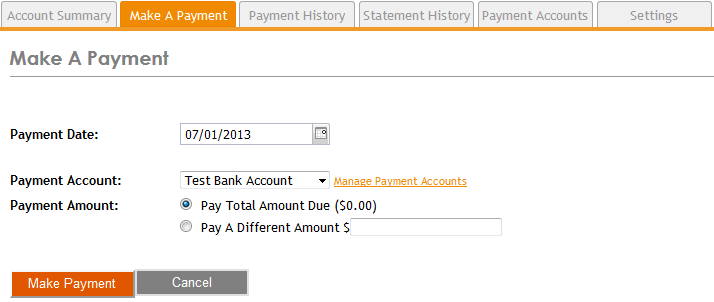 Account Summary Make A Payment Payment History Statement History Payment Accounts Settings
Make A Payment
Payment Date: 07/01/2013
Payment Account: Test Bank Account Manage Payment Accounts
Payment Amount: Pay Total Amount Due ($0.00)
Pay A Different Amount $
Make Payment Cancel